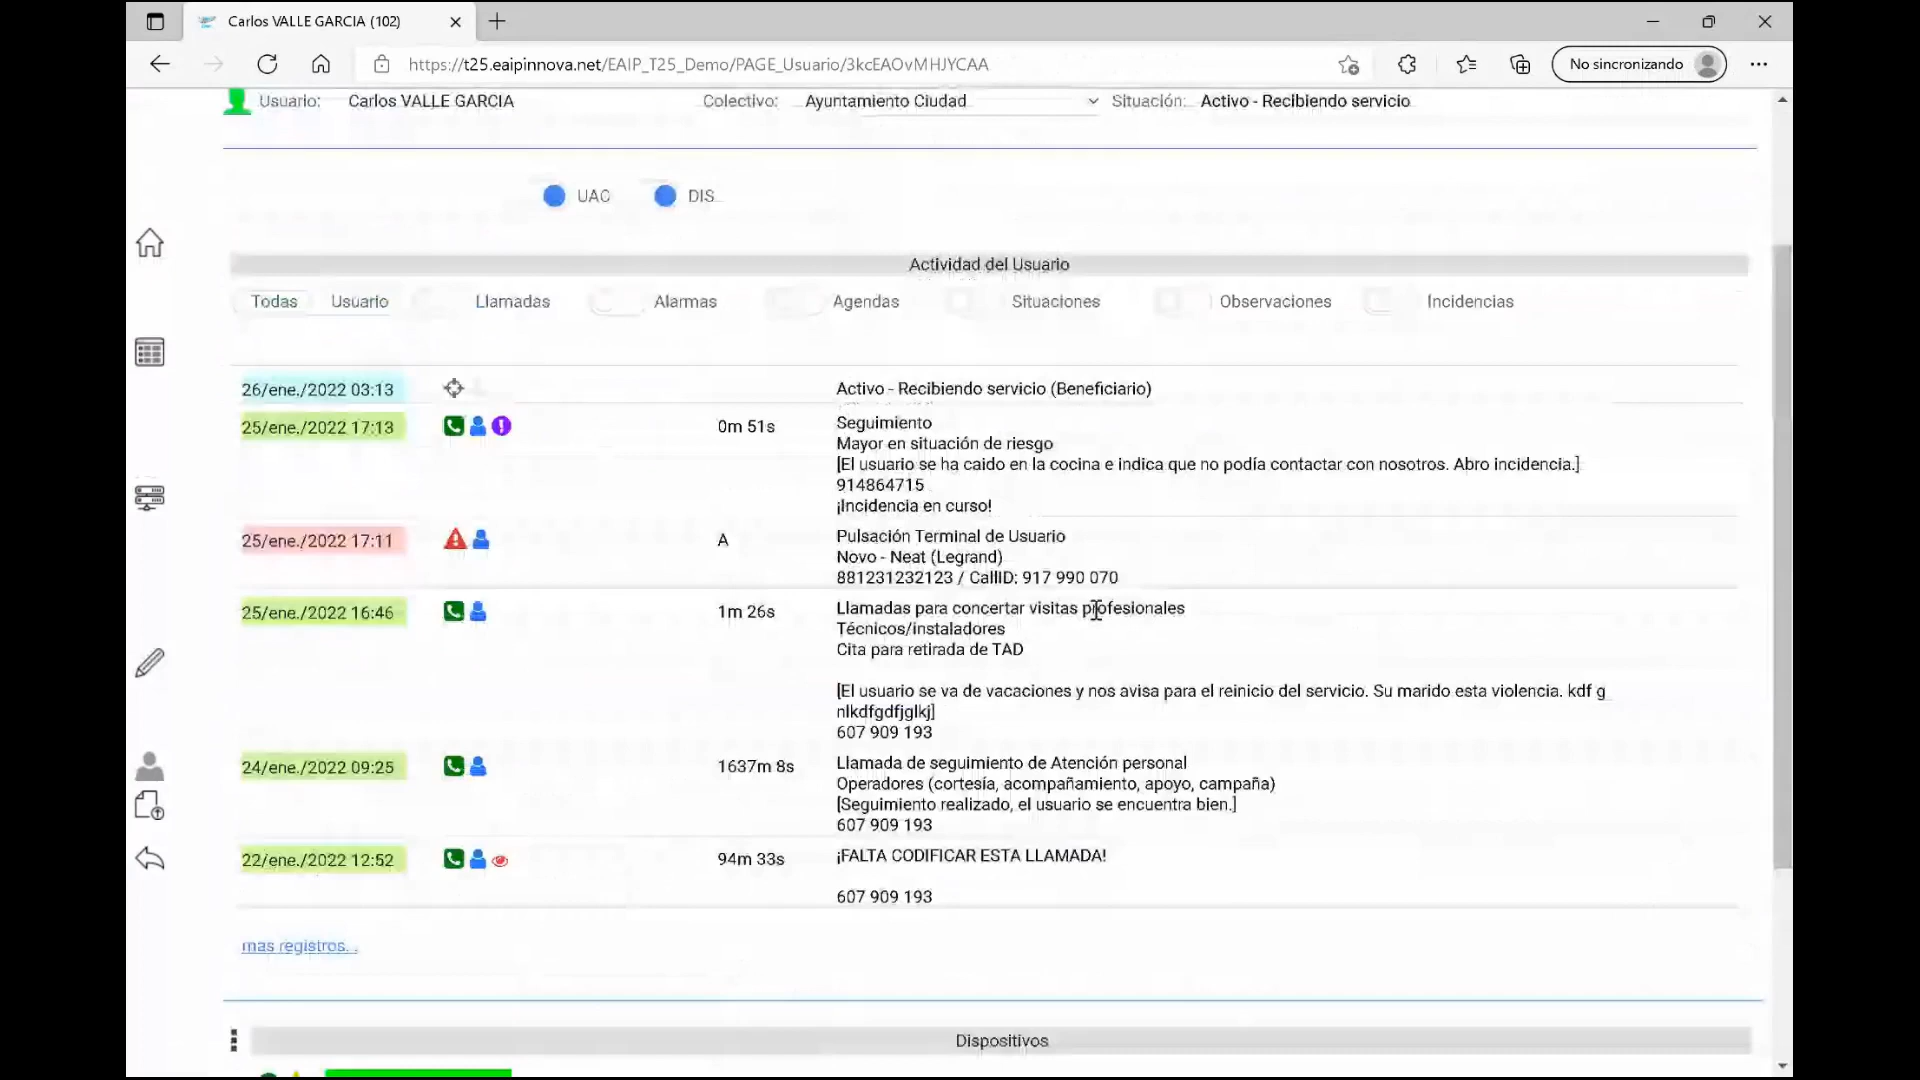 Carlos VALLE GARCIA (102)
https://t25.eaipinnova.net/EAIP_T25_Demo/PAGE_Usuario/3kcEAOvMHJYCAA
No sincronizando
Usuario: Carlos VALLE GARCIA Colectivo: Ayuntamiento Ciudad Situación: Activo - Recibiendo servicio
UAC DIS...
Actividad del Usuario
Todas Usuario Llamadas Alarmas Agendas Situaciones Observaciones Incidencias
26/ene./2022 03:13 Activo - Recibiendo servicio (Beneficiario)
25/ene./2022 17:13 0m 51s Seguimiento
Mayor en situación de riesgo
[El usuario se ha caido en la cocina e indica que no podía contactar con nosotros. Abro incidencia.]
914864715
¡Incidencia en curso!
25/ene./2022 17:11 A Pulsación Terminal de Usuario
Novo - Neat (Legrand)
881231232123 / CallID: 917 990 070
25/ene./2022 16:46 1m 26s Llamadas para concertar visitas profesionales
Técnicos/instaladores
Cita para retirada de TAD
[El usuario se va de vacaciones y nos avisa para el reinicio del servicio. Su marido esta violencia. kdf g
nlkdfgdfjglkj]
607 909 193
24/ene./2022 09:25 1637m 8s Llamada de seguimiento de Atención personal
Operadores (cortesía, acompañamiento, apoyo, campaña)
[Seguimiento realizado, el usuario se encuentra bien.]
607 909 193
22/ene./2022 12:52 94m 33s ¡FALTA CODIFICAR ESTA LLAMADA!
607 909 193
mas registros...
Dispositivos